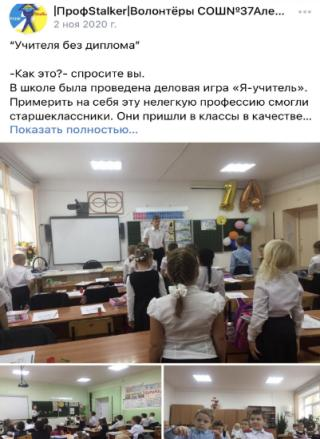 |ПрофStalker|Волонтёры СОШ№37Але...
2 ноя 2020 г.
“Учителя без диплома”
-Как это?- спросите вы.
В школе была проведена деловая игра «Я-учитель».
Примерить на себя эту нелегкую профессию смогли
старшеклассники. Они пришли в классы в качестве...
Показать полностью...
14